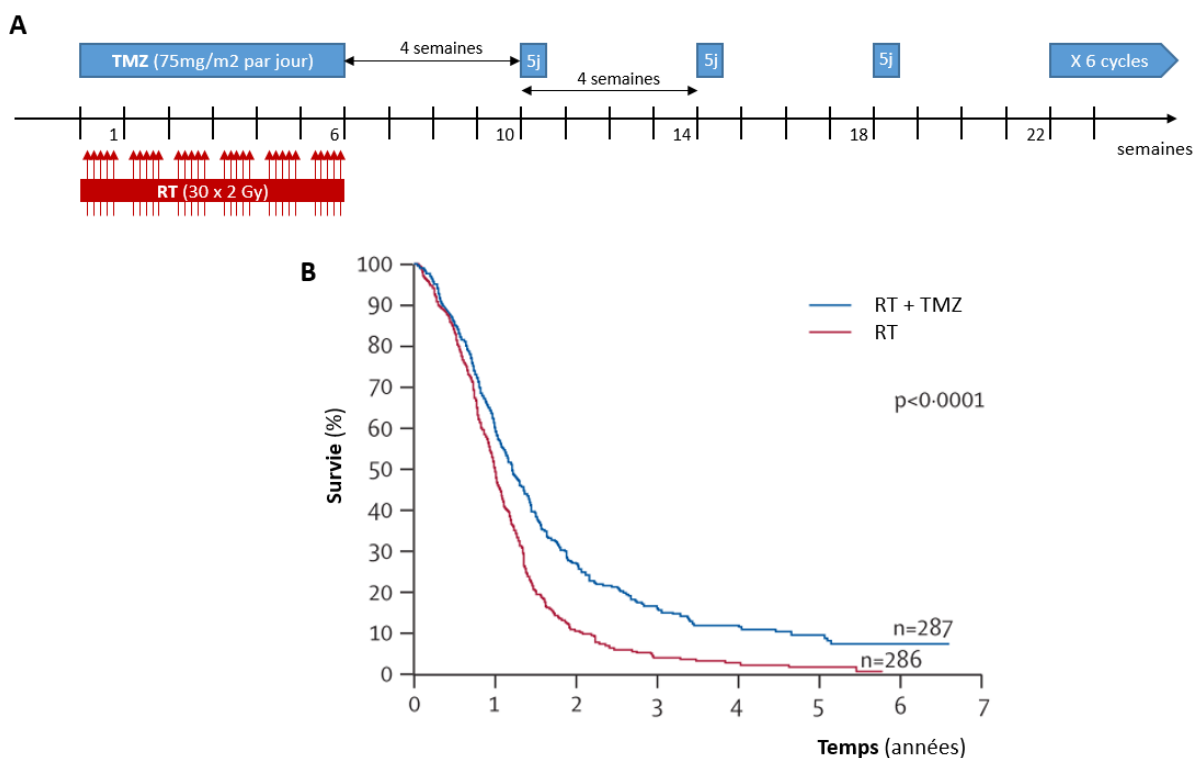 A
TMZ (75mg/m2 par jour)
4 semaines
5j
5j
5j
X 6 cycles
4 semaines
1
6
10
14
18
22
semaines
RT (30 x 2 Gy)
B
100
90
80
70
60
50
40
30
20
10
0
Survie (%)
RT + TMZ
RT
p<0·0001
n=287
n=286
0
1
2
3
4
5
6
7
Temps (années)